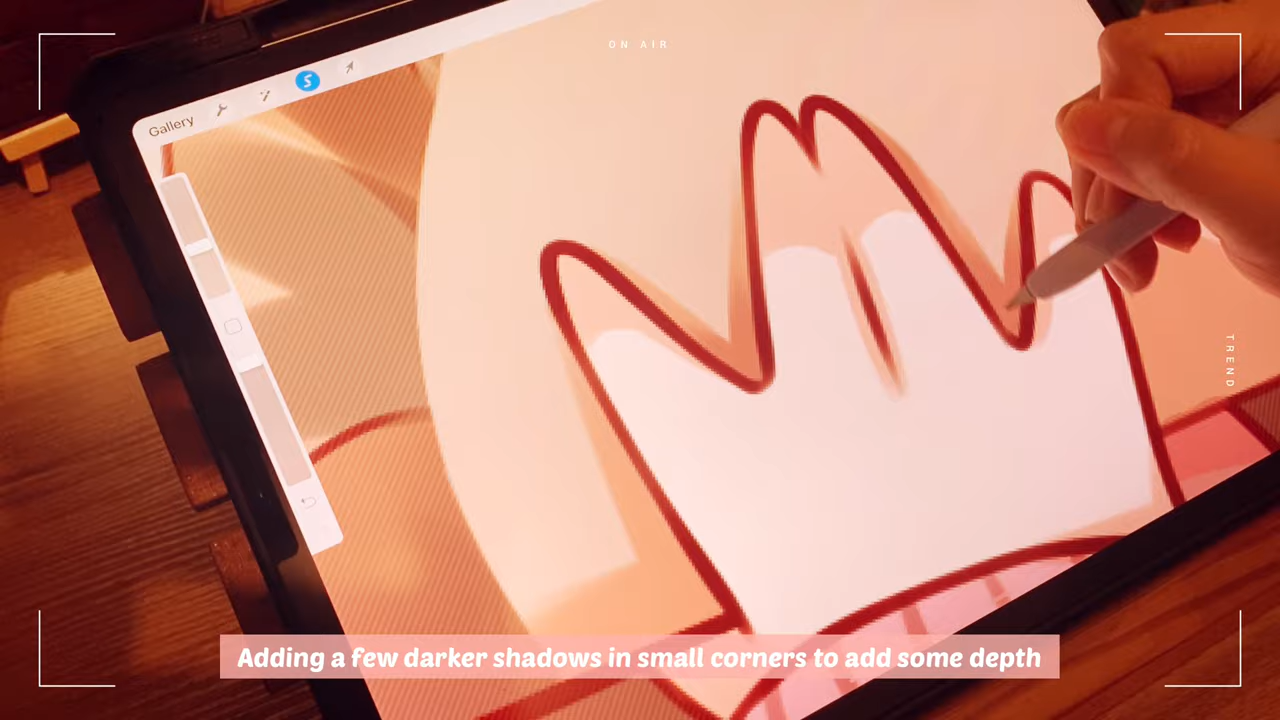 ON AIR
Gallery
TREND
Adding a few darker shadows in small corners to add some depth